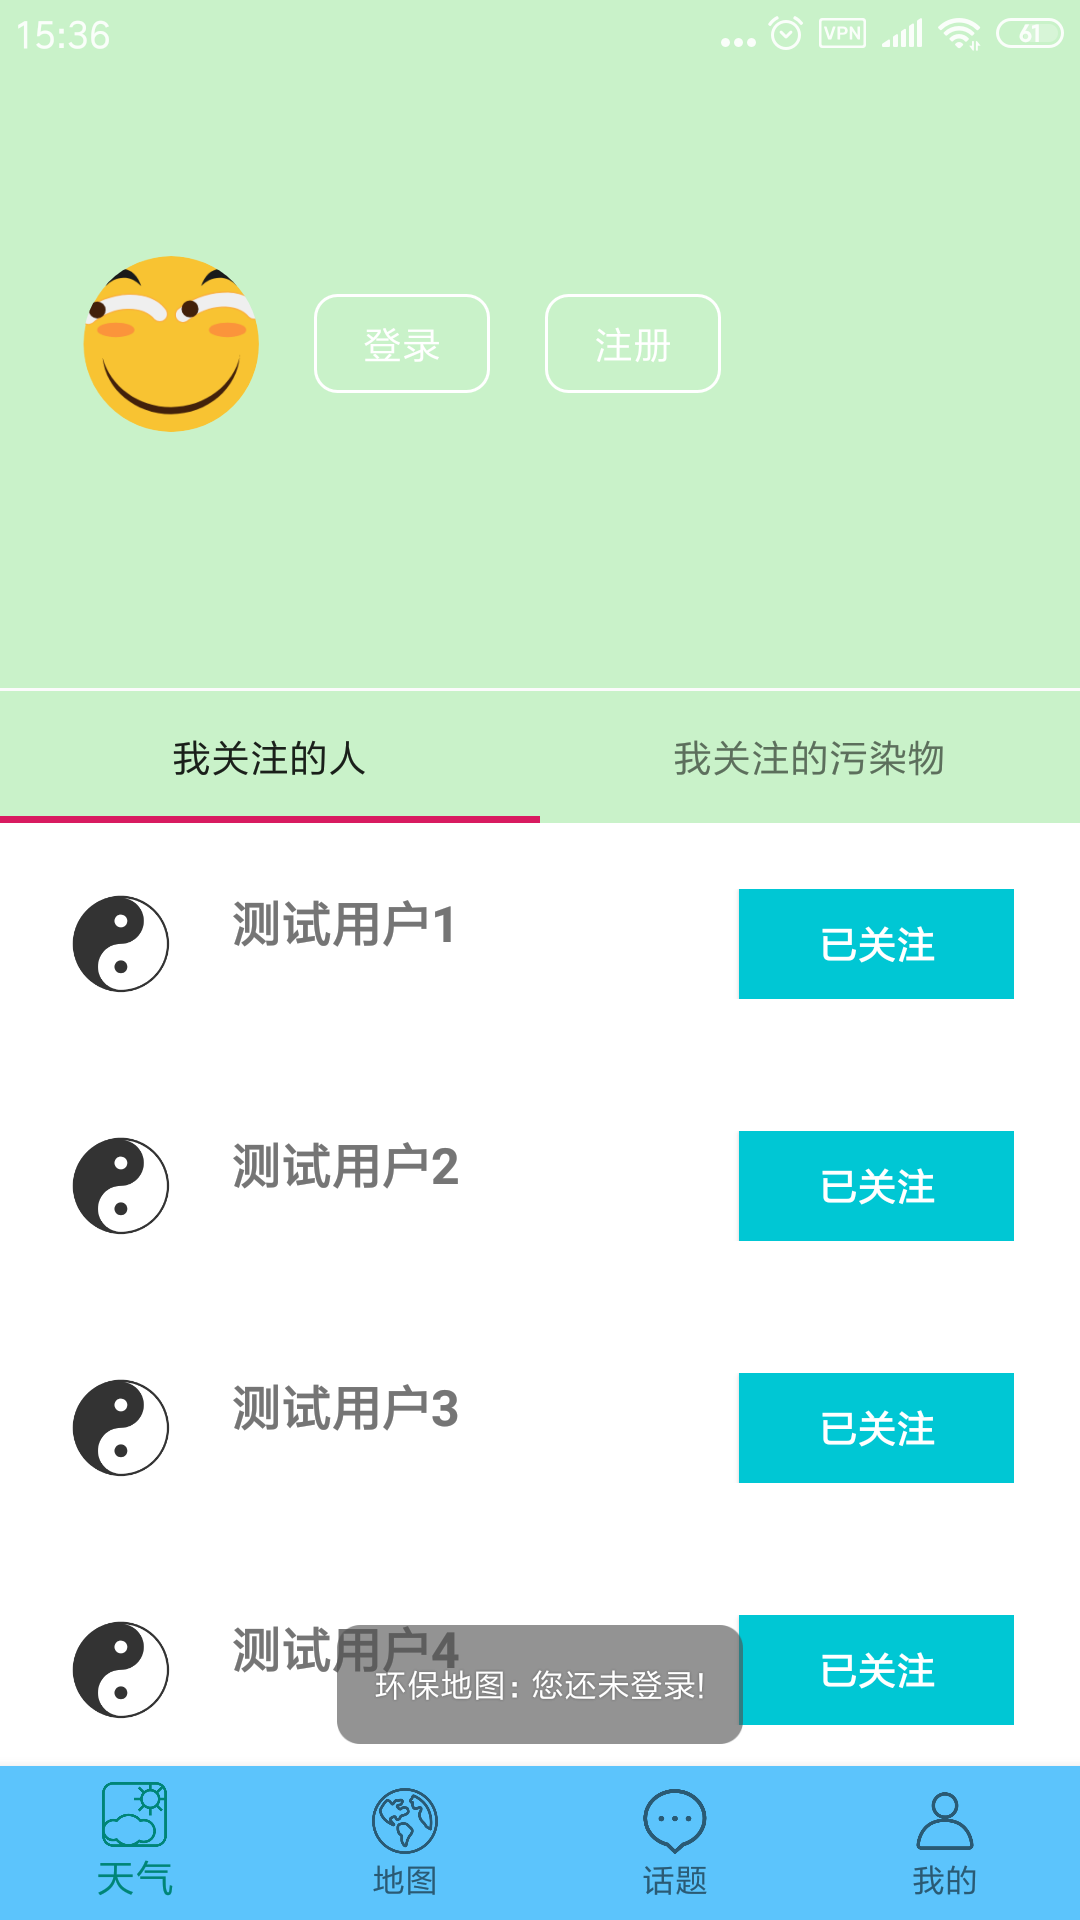 15:36
VPN
61
登录
注册
我关注的人
我关注的污染物
测试用户1
已关注
测试用户2
已关注
测试用户3
已关注
测试用户4
已关注
环保地图: 您还未登录!
天气
地图
话题
我的